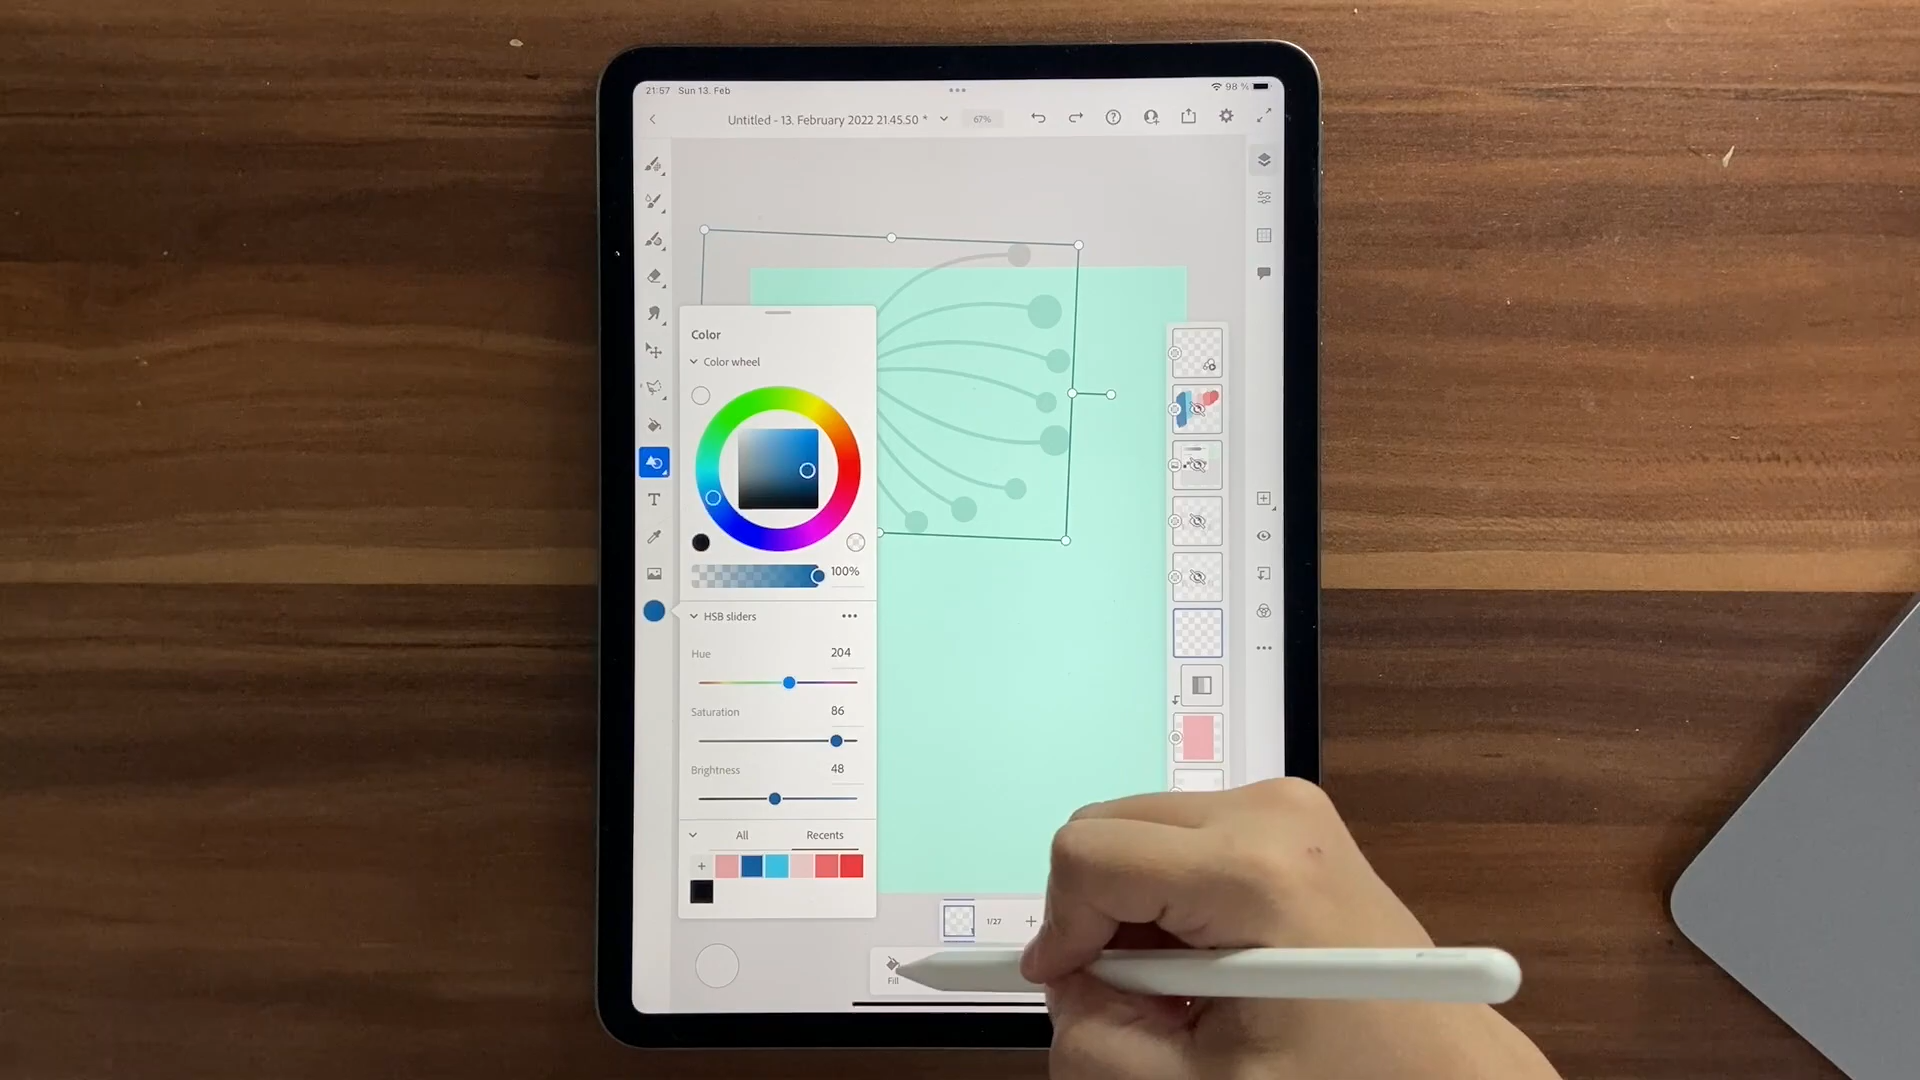 21:57 Sun 13. Feb
98 %
Untitled - 13. February 2022 21.45.50 *
67%
Color
Color wheel
100%
HSB sliders
Hue 204
Saturation 86
Brightness 48
All Recents
T
1/27
Fill